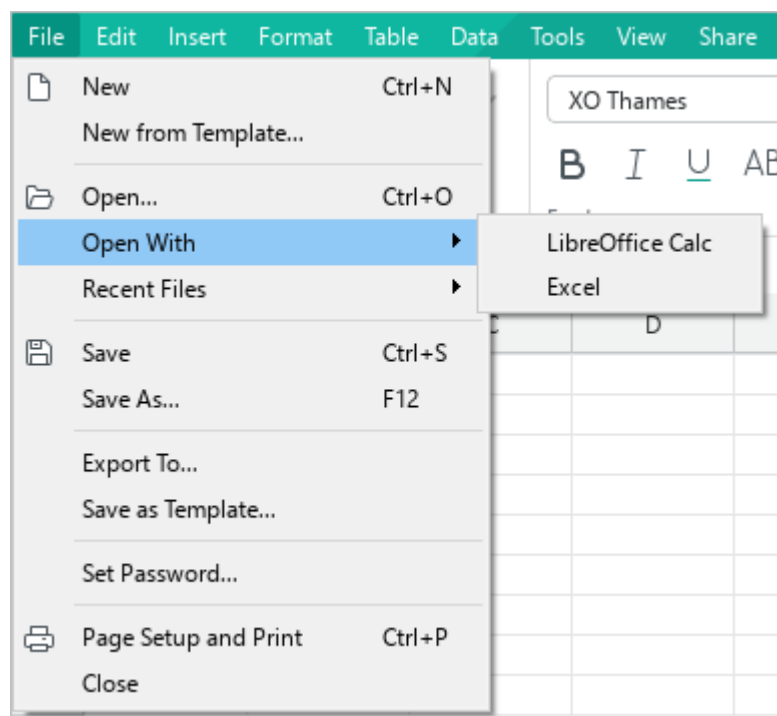 File Edit Insert Format Table Data Tools View Share
New Ctrl+N
XO Thames
New from Template...
B I U
Open... Ctrl+O
Open With
LibreOffice Calc
Recent Files
Excel
D
Save Ctrl+S
Save As... F12
Export To...
Save as Template...
Set Password...
Page Setup and Print Ctrl+P
Close